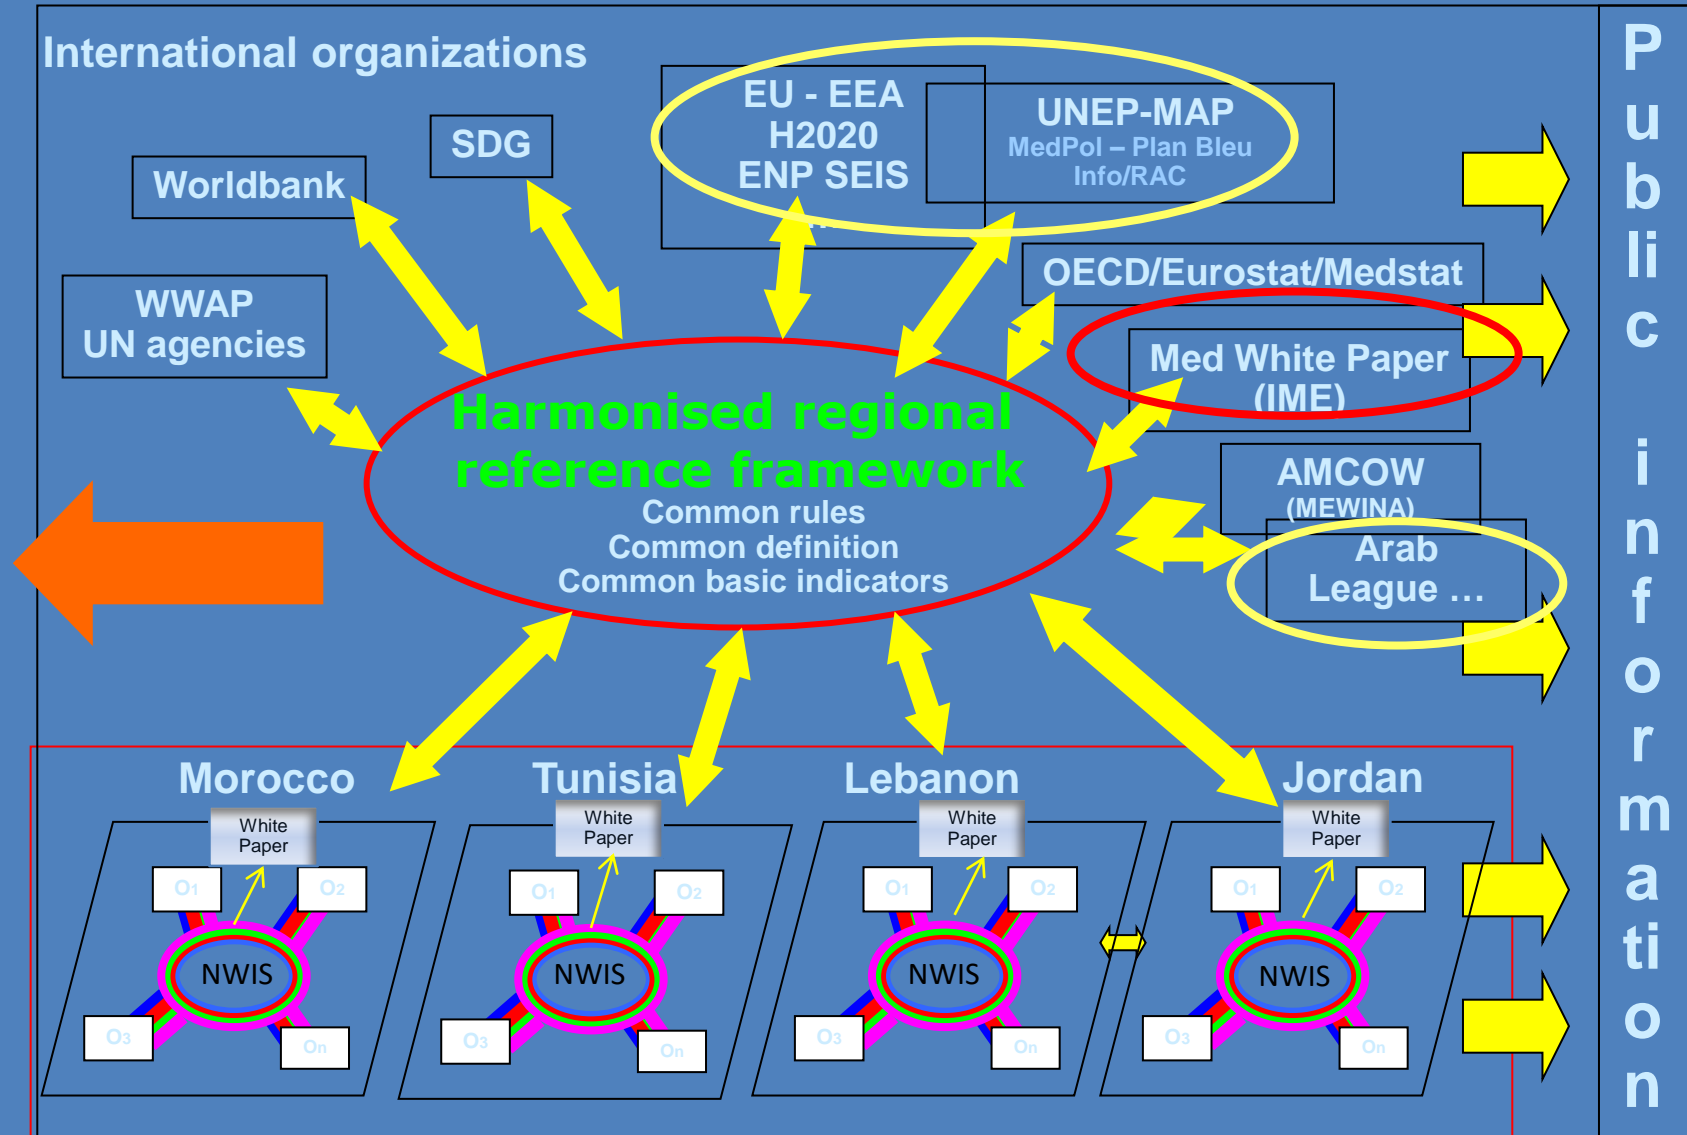 International organizations
EU - EEA
H2020
ENP SEIS
...
UNEP-MAP
MedPol – Plan Bleu
Info/RAC
SDG
Worldbank
WWAP
UN agencies
OECD/Eurostat/Medstat
Med White Paper
(IME)
AMCOW
(MEWINA)
Arab
League …
Harmonised regional
reference framework
Common rules
Common definition
Common basic indicators
Morocco
White
Paper
O1
O2
NWIS
O3
On
Tunisia
White
Paper
O1
O2
NWIS
O3
On
Lebanon
White
Paper
O1
O2
NWIS
O3
On
Jordan
White
Paper
O1
O2
NWIS
O3
On
P
u
b
li
c
i
n
f
o
r
m
a
ti
o
n